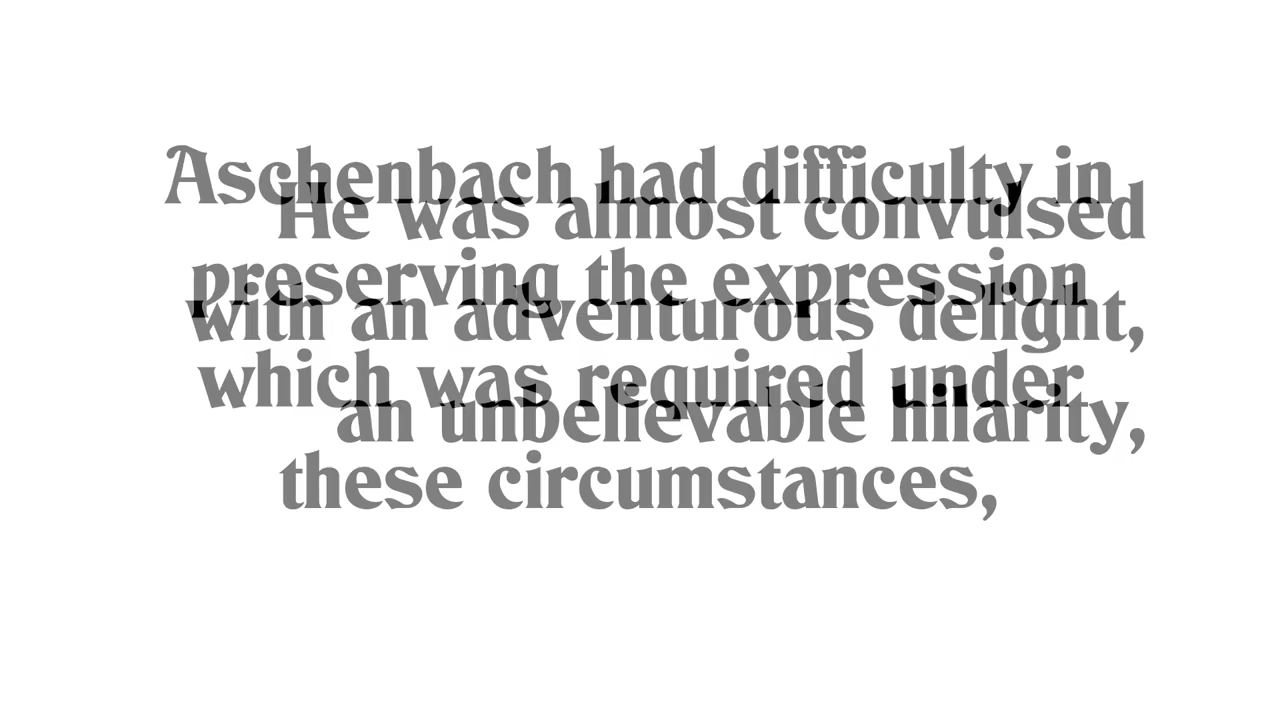 Aschenbach had difficulty in
preserving the expression
which was required under
these circumstances,
He was almost convulsed
with an adventurous delight,
an unbelievable hilarity,